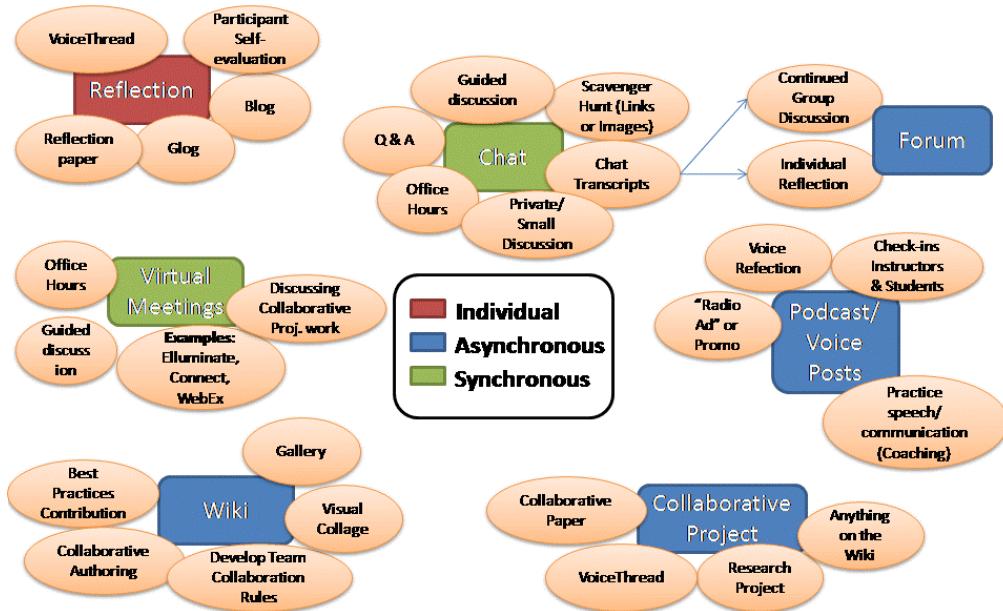 VoiceThread
Participant
Self-
evaluation
Reflection
Blog
Reflection
paper
Glog
Guided
discussion
Scavenger
Hunt (Links
or Images)
Q & A
Chat
Chat
Transcripts
Office
Hours
Private/
Small
Discussion
Continued
Group
Discussion
Forum
Individual
Reflection
Office
Hours
Viirtual
Meetings
Discussing
Collaborative
Proj. work
Guided
discuss
ion
Examples:
Elluminate,
Connect,
WebEx
Individual
Asynchronous
Synchronous
Voice
Refection
Check-ins
Instructors
& Students
“Radio
Ad” or
Promo
Podcast/
Voice
Posts
Practice
speech/
communication
(Coaching)
Gallery
Best
Practices
Contribution
Wiki
Visual
Collage
Collaborative
Authoring
Develop Team
Collaboration
Rules
Collaborative
Paper
Collaborative
Project
Anything
on the
Wiki
VoiceThread
Research
Project